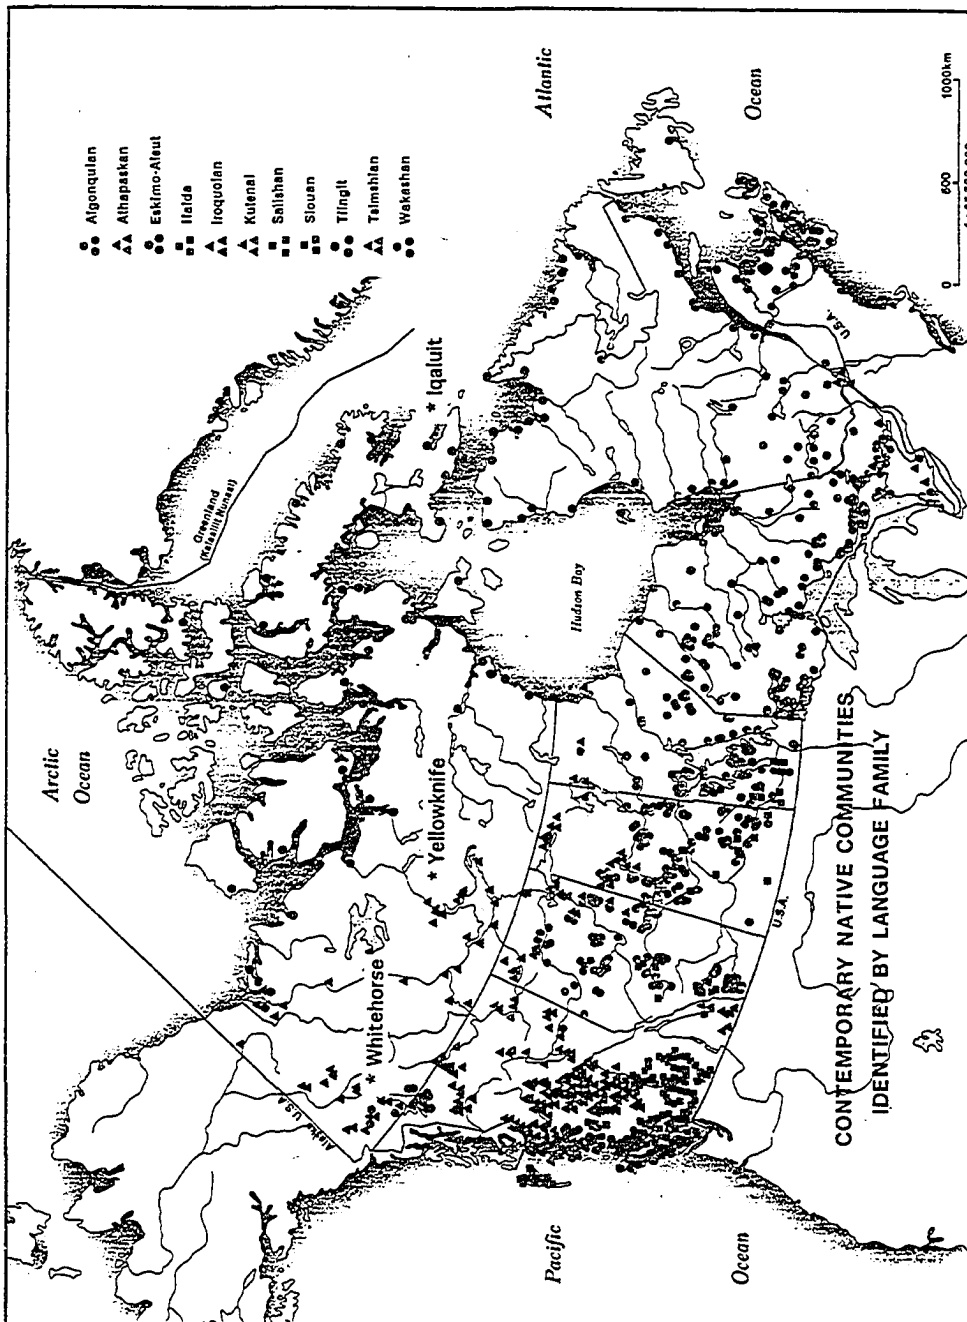 Arctic
Ocean
Atlantic
Ocean
Greenland
(Kalaallit Nunaat)
Algonquian
Athapaskan
Eskimo-Aleut
Haida
Iroquoian
Kutenai
Salishan
Siouan
Tlingit
Tsimshian
Wakashan
Alaska U.S.A.
* Whitehorse
* Yellowknife
* Iqaluit
Hudson Bay
Pacific
Ocean
U.S.A.
U.S.A.
CONTEMPORARY NATIVE COMMUNITIES
IDENTIFIED BY LANGUAGE FAMILY
0
500
1000km